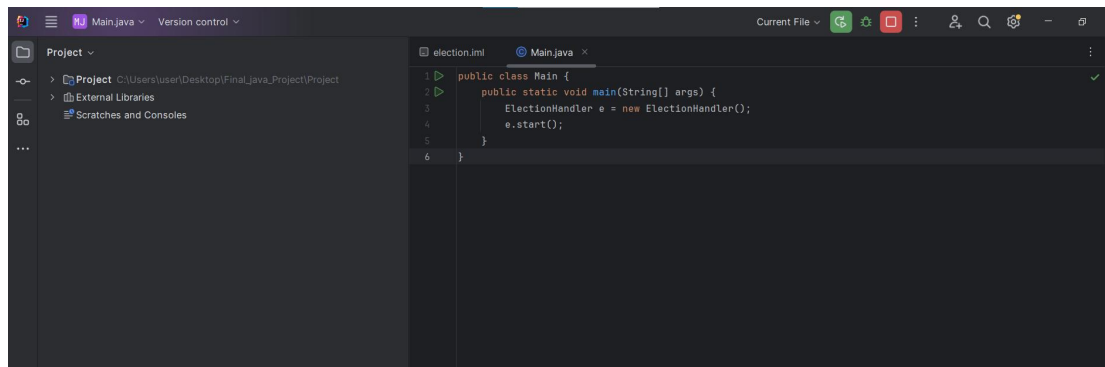 MJ Main.java Version control Current File
Project election.iml Main.java
Project C:\Users\user\Desktop\Final_java_Project\Project
External Libraries
Scratches and Consoles
1 public class Main {
2 public static void main(String[] args) {
3 ElectionHandler e = new ElectionHandler();
4 e.start();
5 }
6 }